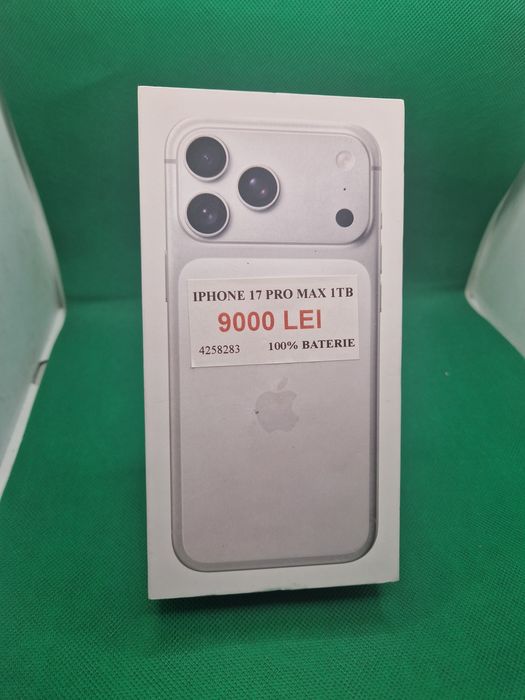 IPHONE 17 PRO MAX 1TB
9000 LEI
4258283 100% BATERIE